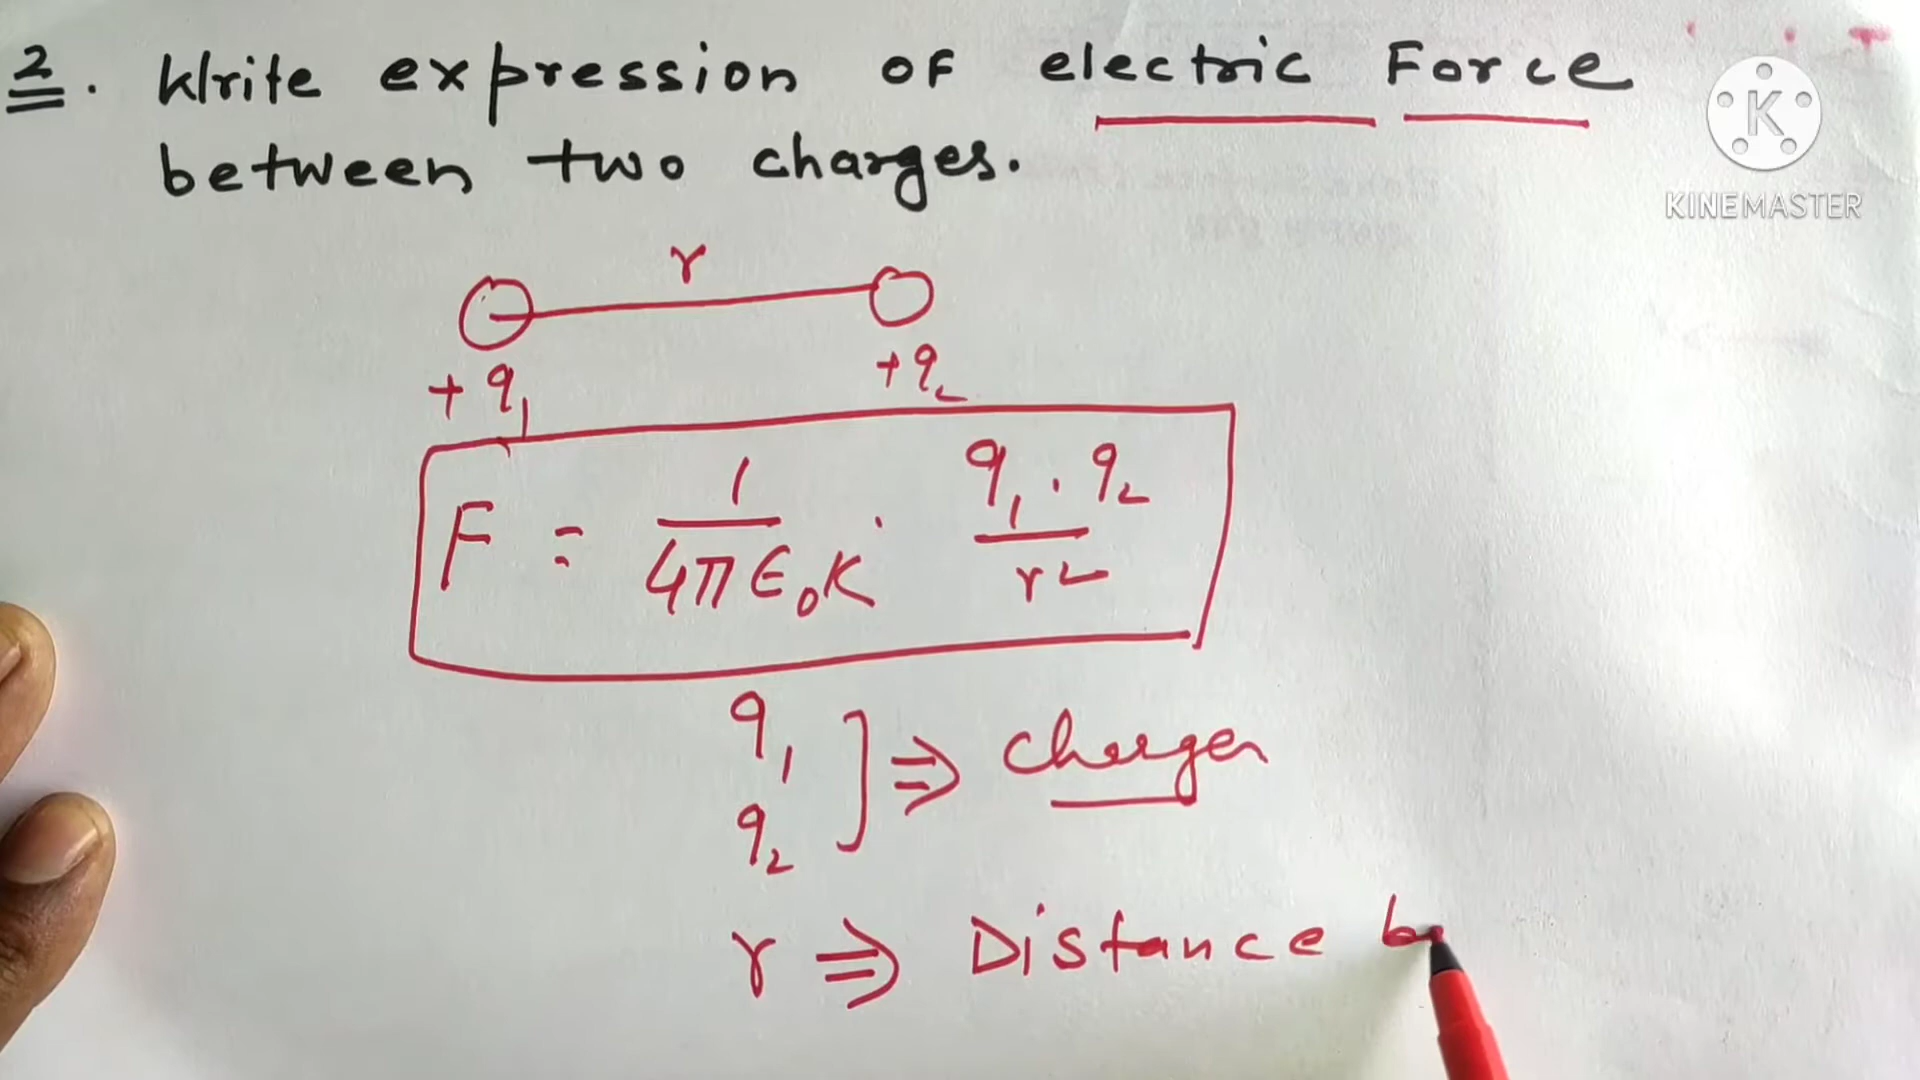 2. Write expression of electric Force
between two charges.
r
+q₁ +q₂
F = 1/4πϵ₀K · q₁.q₂/r²
q₁
q₂ ] ⇒ Charges
r ⇒ Distance b
K
KINEMASTER